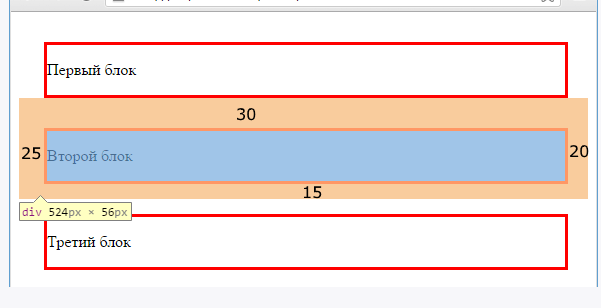 Первый блок
30
25
Второй блок
20
15
div 524px × 56px
Третий блок